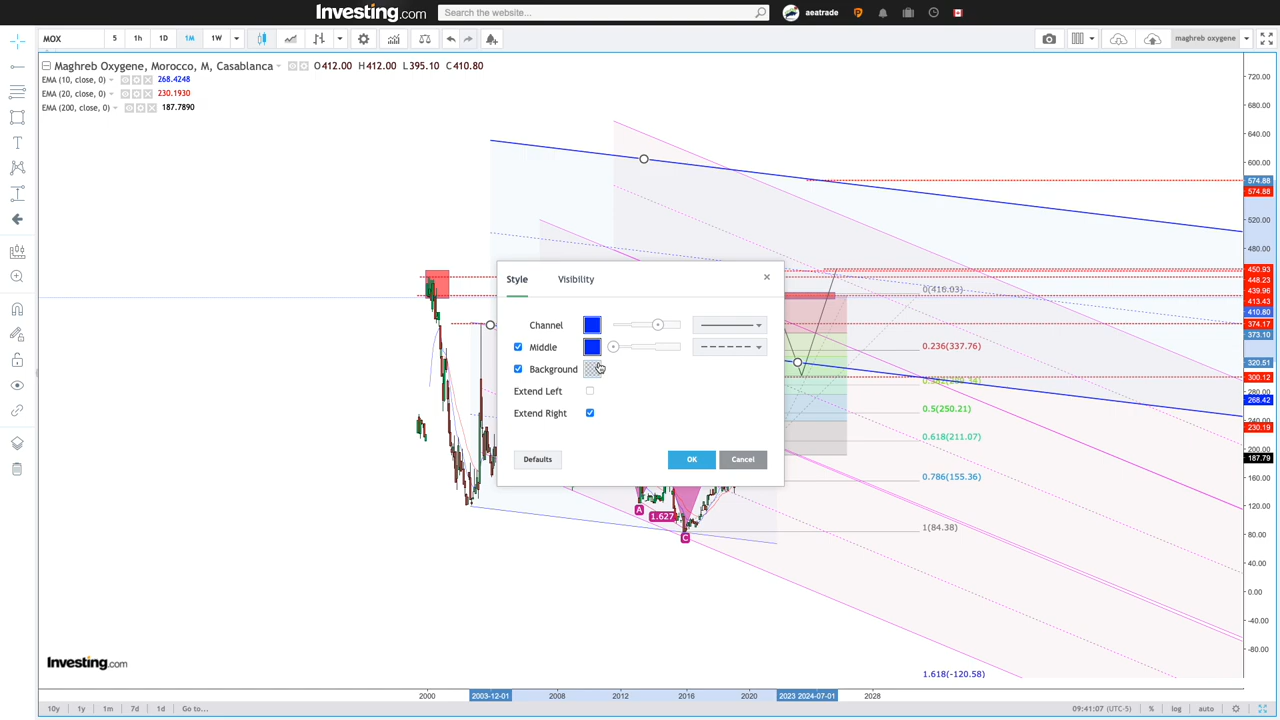 Investing.com
Search the website...
aeatrade
MOX
5
1h
1D
1M
1W
maghreb oxygene
Maghreb Oxygene, Morocco, M, Casablanca
O412.00 H412.00 L395.10 C410.80
EMA (10, close, 0) 268.4248
EMA (20, close, 0) 230.1930
EMA (200, close, 0) 187.7890
720.00
680.00
640.00
600.00
574.88
574.88
520.00
480.00
450.93
448.23
439.96
413.43
410.80
374.17
373.10
320.51
300.12
280.00
268.42
230.19
200.00
187.79
160.00
120.00
80.00
40.00
0.00
-40.00
-80.00
0(416.03)
0.236(337.76)
0.5(250.21)
0.618(211.07)
0.786(155.36)
1(84.38)
1.618(-120.58)
Style
Visibility
Channel
Middle
Background
Extend Left
Extend Right
Defaults
OK
Cancel
A
1.627
C
Investing.com
2000
2003-12-01
2008
2012
2016
2020
2023
2024-07-01
2028
10y
1y
1m
7d
1d
Go to...
09:41:07 (UTC-5)
%
log
auto